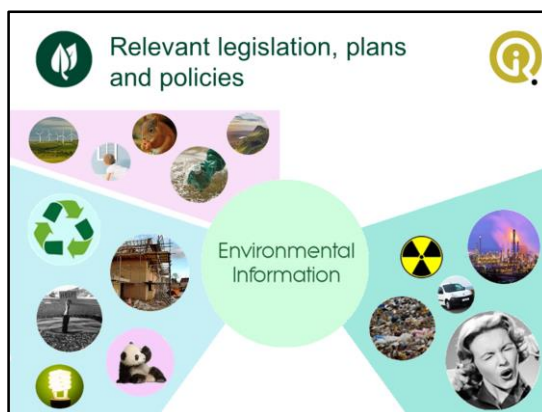 Relevant legislation, plans
and policies
Environmental
Information